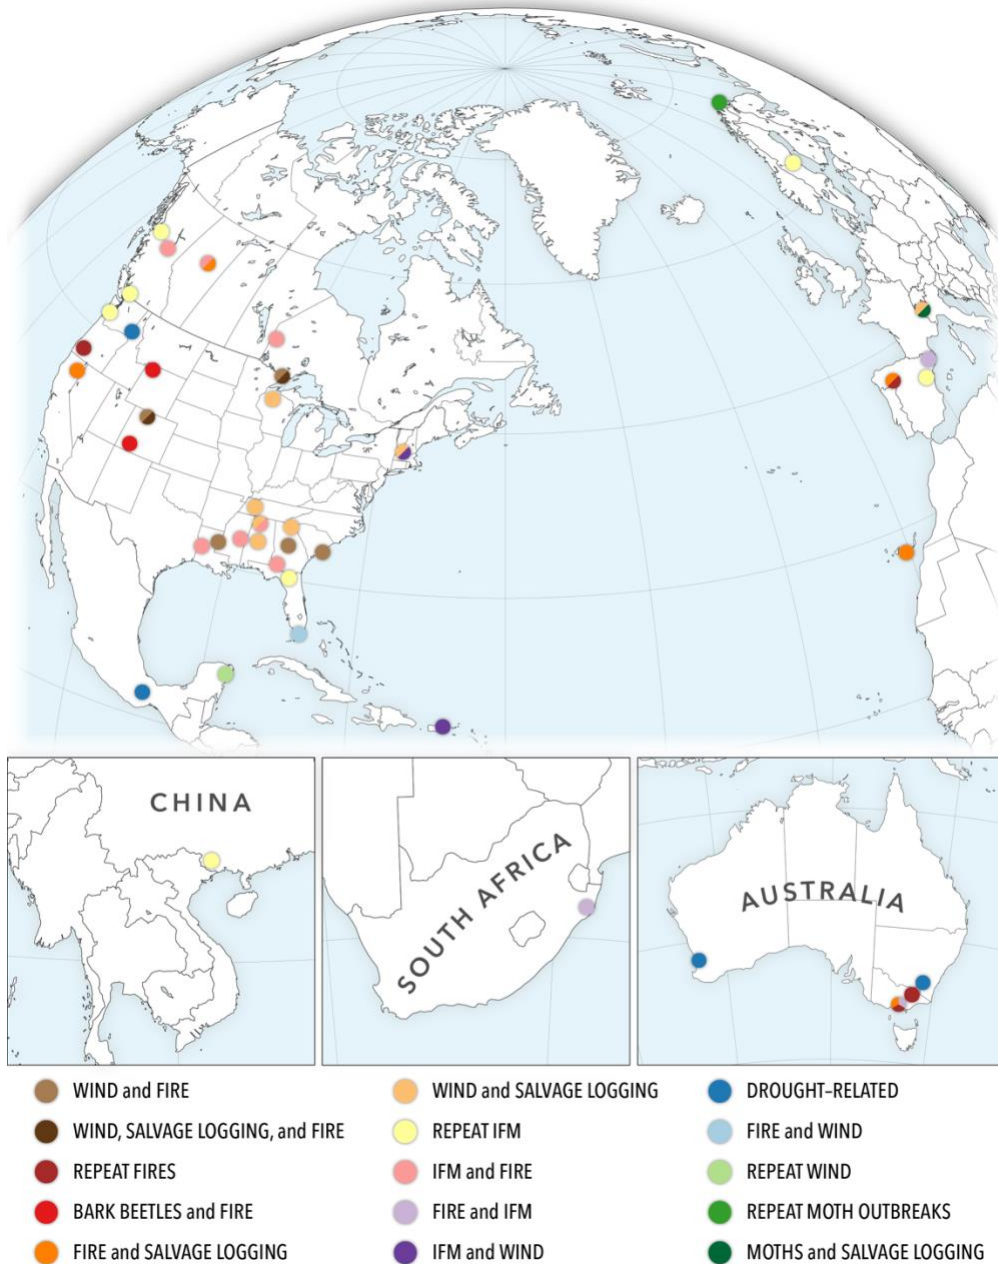 CHINA
SOUTH AFRICA
AUSTRALIA
WIND and FIRE
WIND, SALVAGE LOGGING, and FIRE
REPEAT FIRES
BARK BEETLES and FIRE
FIRE and SALVAGE LOGGING
WIND and SALVAGE LOGGING
REPEAT IFM
IFM and FIRE
FIRE and IFM
IFM and WIND
DROUGHT–RELATED
FIRE and WIND
REPEAT WIND
REPEAT MOTH OUTBREAKS
MOTHS and SALVAGE LOGGING